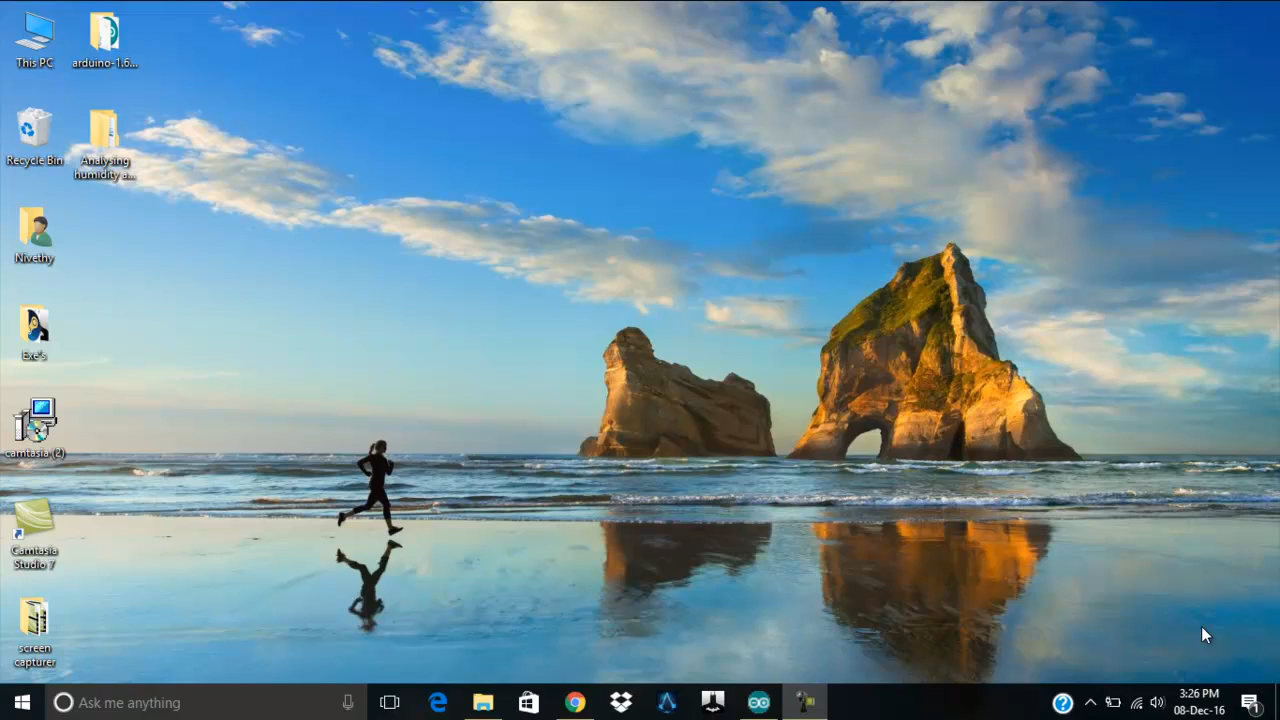 This PC
arduino-1.6...
Recycle Bin
Analysing
humidity a...
Nivethy
Exe's
camtasia (2)
Camtasia
Studio 7
screen
capturer
Ask me anything
3:26 PM
08-Dec-16
1